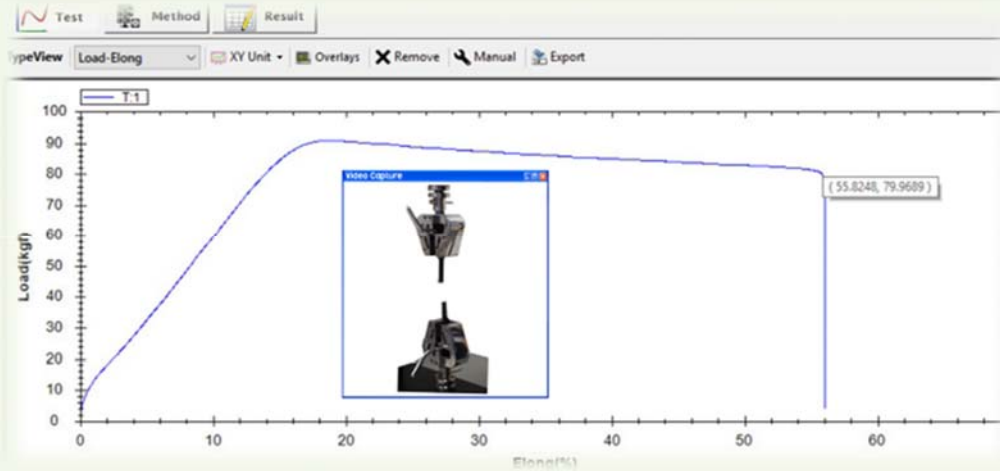 Test Method Result
ypeView Load-Elong XY Unit Overlays Remove Manual Export
T:1
100
90
80
70
60
50
40
30
20
10
0
Load(kgf)
Video Capture
( 55.8248, 79.9689 )
0 10 20 30 40 50 60
Elong(%)